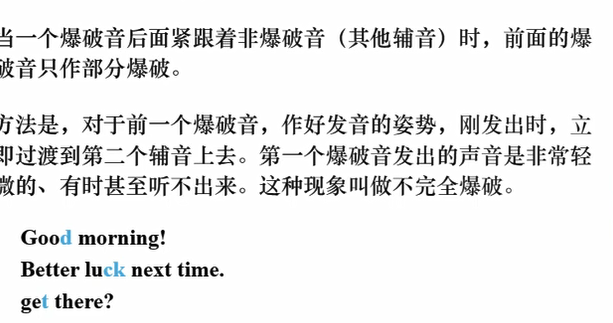 当一个爆破音后面紧跟着非爆破音（其他辅音）时，前面的爆
破音只作部分爆破。
方法是，对于前一个爆破音，作好发音的姿势，刚发出时，立
即过渡到第二个辅音上去。第一个爆破音发出的声音是非常轻
微的、有时甚至听不出来。这种现象叫做不完全爆破。
Good morning!
Better luck next time.
get there?